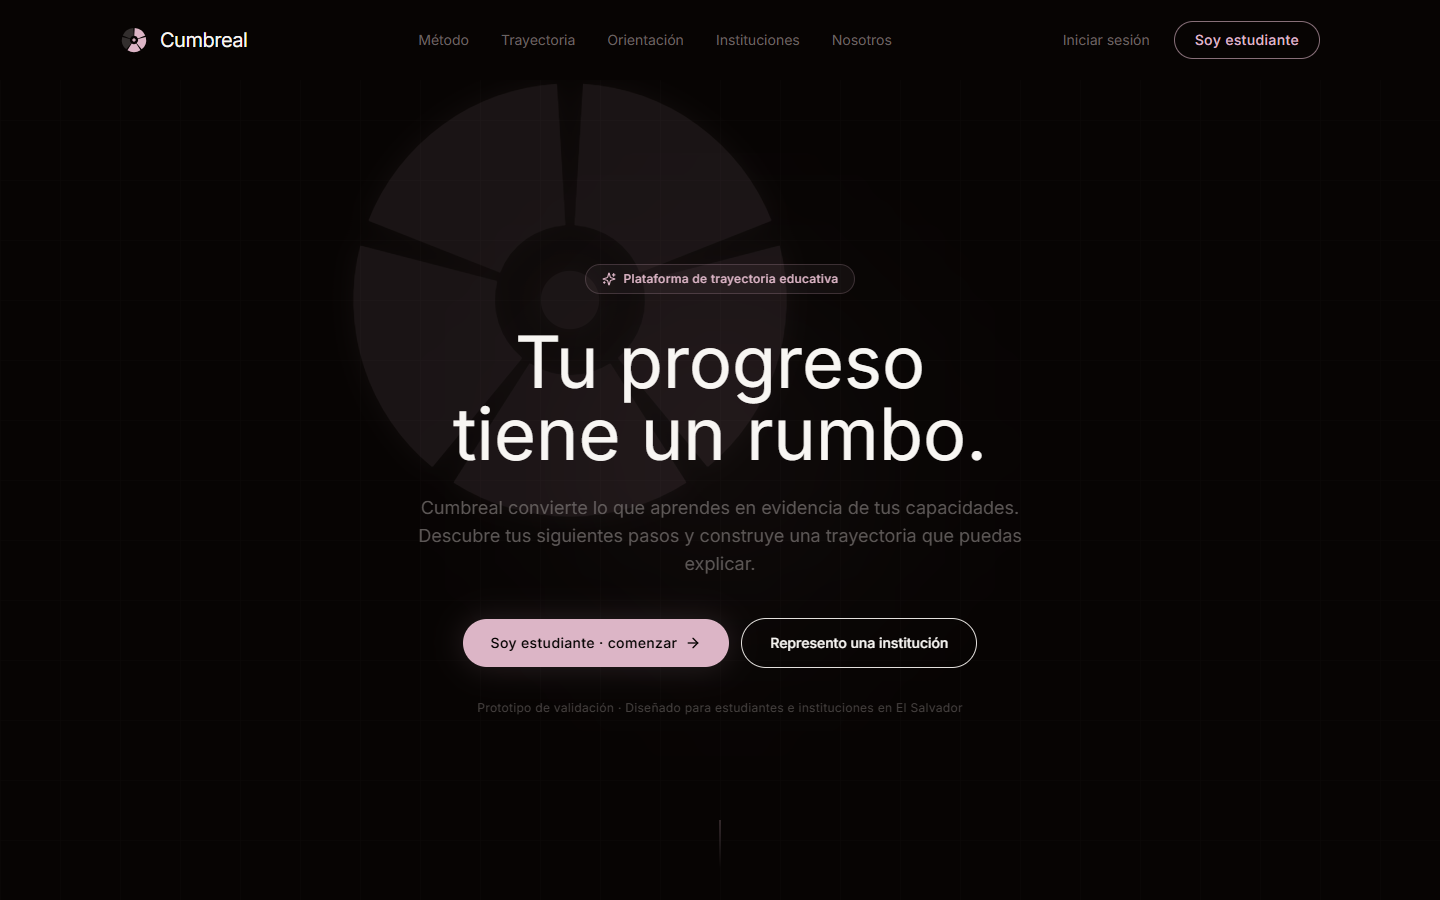 Cumbreal
Método
Trayectoria
Orientación
Instituciones
Nosotros
Iniciar sesión
Soy estudiante
Plataforma de trayectoria educativa
Tu progreso
tiene un rumbo.
Cumbreal convierte lo que aprendes en evidencia de tus capacidades.
Descubre tus siguientes pasos y construye una trayectoria que puedas
explicar.
Soy estudiante · comenzar →
Represento una institución
Prototipo de validación · Diseñado para estudiantes e instituciones en El Salvador